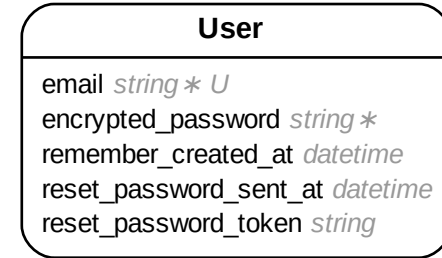 User
email string∗ U
encrypted_password string∗
remember_created_at datetime
reset_password_sent_at datetime
reset_password_token string